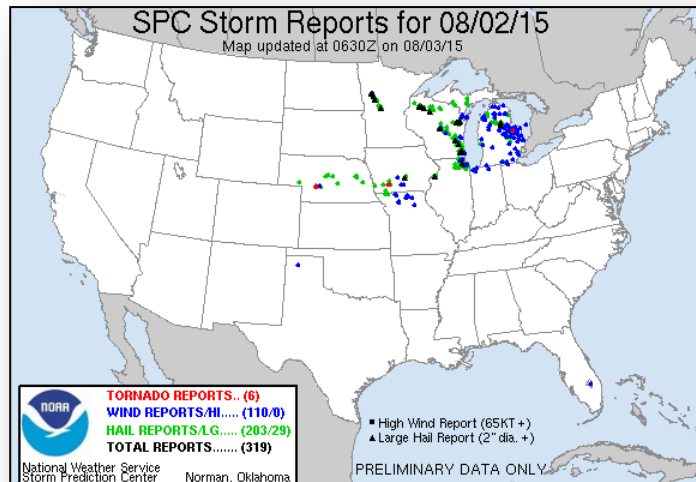 SPC Storm Reports for 08/02/15
Map updated at 0630Z on 08/03/15
NOAA
TORNADO REPORTS.. (6)
WIND REPORTS/HI..... (110/0)
HAIL REPORTS/LG..... (203/29)
TOTAL REPORTS....... (319)
National Weather Service
Storm Prediction Center Norman, Oklahoma
High Wind Report (65KT +)
Large Hail Report (2" dia. +)
PRELIMINARY DATA ONLY